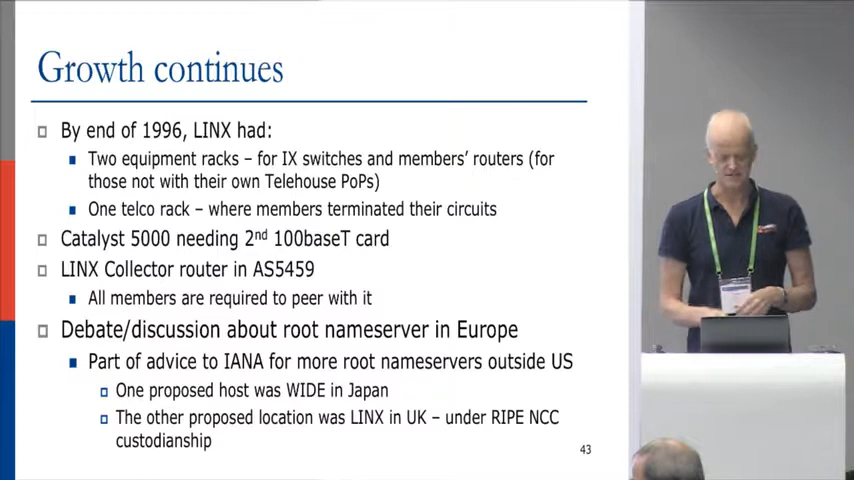 Growth continues
By end of 1996, LINX had:
Two equipment racks – for IX switches and members' routers (for
those not with their own Telehouse PoPs)
One telco rack – where members terminated their circuits
Catalyst 5000 needing 2nd 100baseT card
LINX Collector router in AS5459
All members are required to peer with it
Debate/discussion about root nameserver in Europe
Part of advice to IANA for more root nameservers outside US
One proposed host was WIDE in Japan
The other proposed location was LINX in UK – under RIPE NCC
custodianship
43